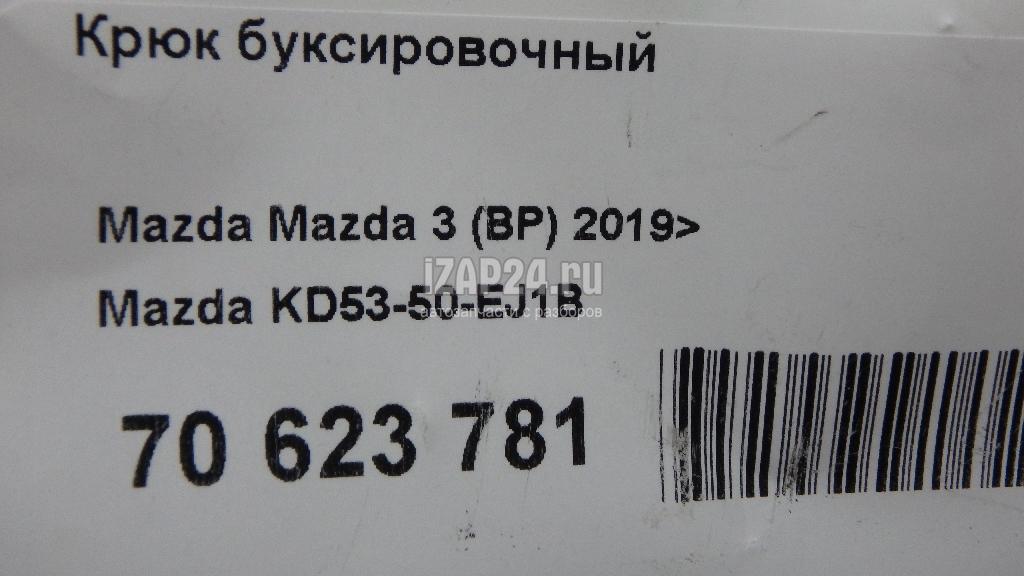 Крюк буксировочный
Mazda Mazda 3 (BP) 2019>
iZAP24.ru
Mazda KD53-50-EJ1B
автозапчасти с разборов
70 623 781